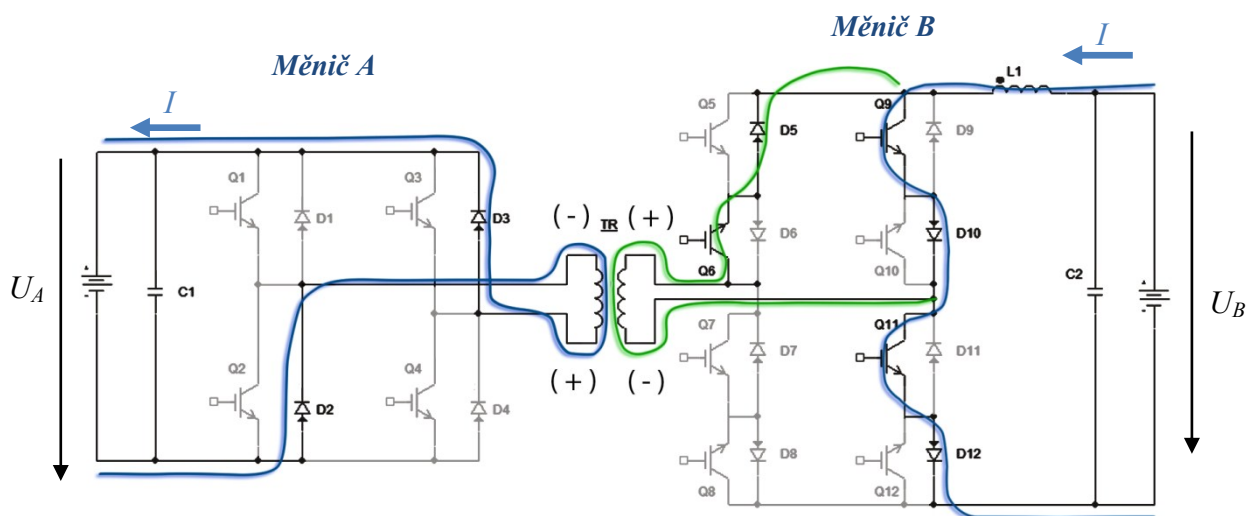 Měnič A
Měnič B
I
I
L1
Q5
D5
Q9
D9
Q1
D1
Q3
D3
(-) TR (+)
Q6
D6
Q10
D10
U_A
C1
C2
U_B
Q2
D2
Q4
D4
(+) (-)
Q7
D7
Q11
D11
Q8
D8
Q12
D12
+
-
+
-